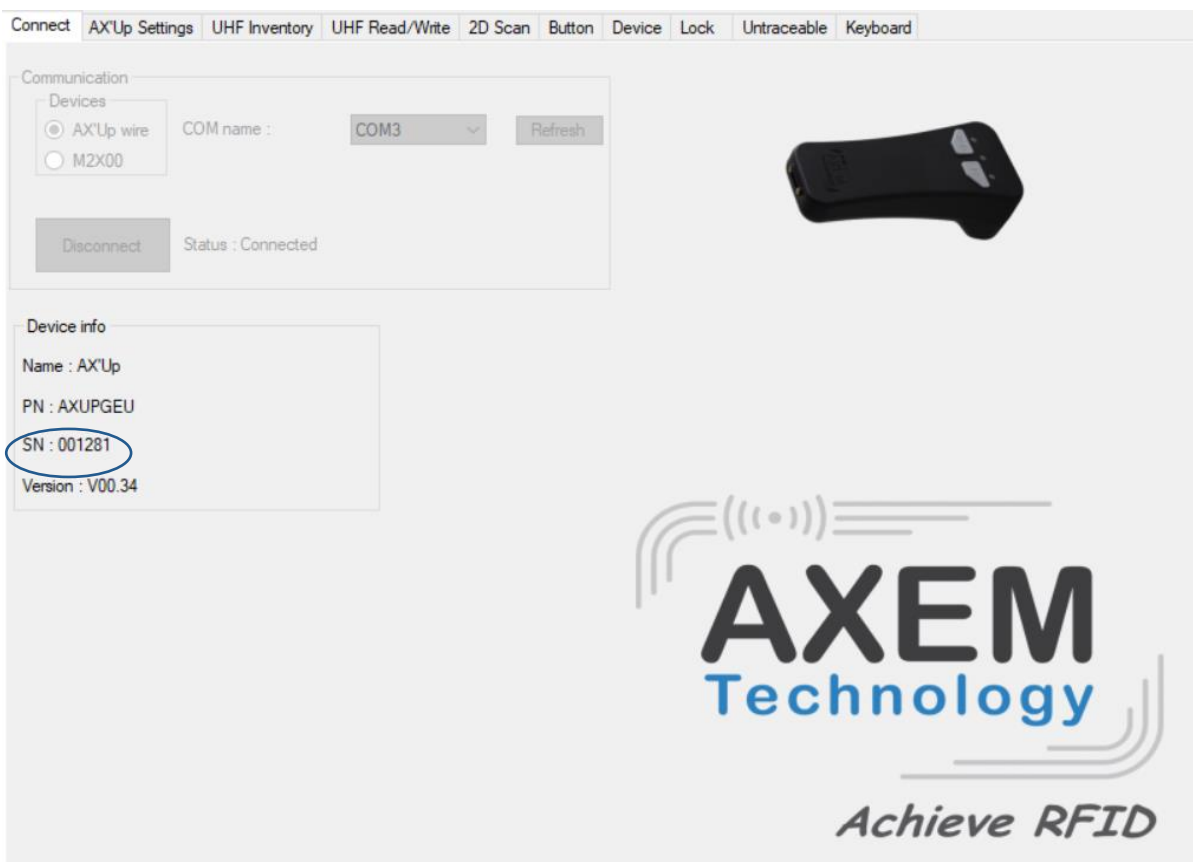 Connect AX'Up Settings UHF Inventory UHF Read/Write 2D Scan Button Device Lock Untraceable Keyboard
Communication
Devices
AX'Up wire COM name : COM3 Refresh
M2X00
Disconnect Status : Connected
Device info
Name : AX'Up
PN : AXUPGEU
SN : 001281
Version : V00.34
AXEM
Technology
Achieve RFID